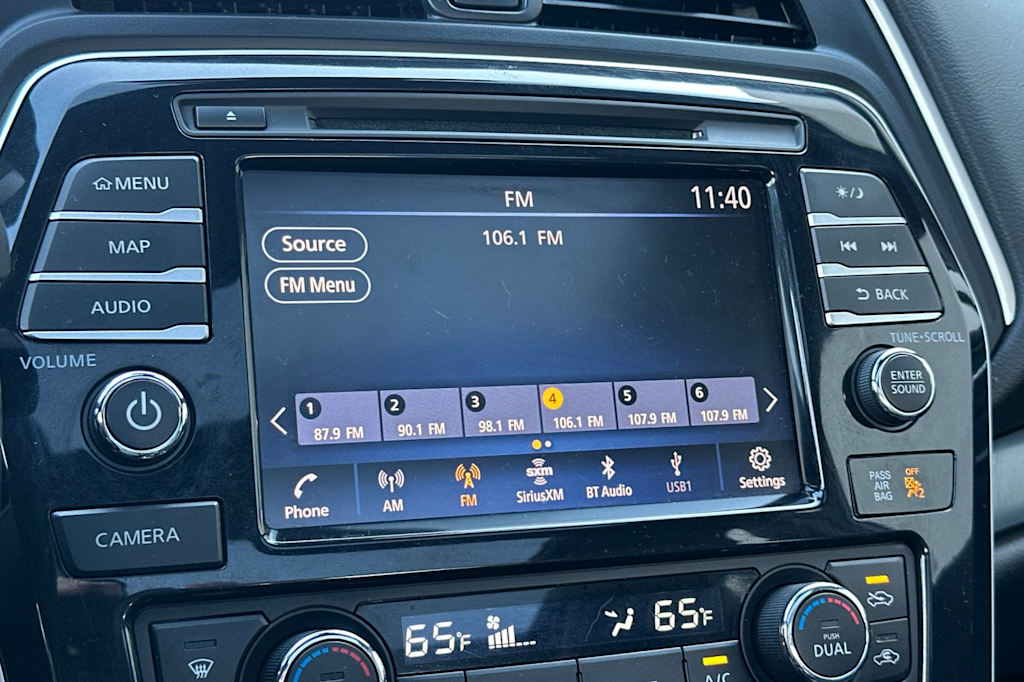 FM
11:40
106.1 FM
Source
FM Menu
1
87.9 FM
2
90.1 FM
3
98.1 FM
4
106.1 FM
5
107.9 FM
6
107.9 FM
Phone
AM
FM
sxm
SiriusXM
BT Audio
USB1
Settings
MENU
MAP
AUDIO
VOLUME
CAMERA
BACK
TUNE•SCROLL
ENTER
SOUND
PASS
AIR
BAG
OFF
2
65°F
65°F
PUSH
DUAL
A/C